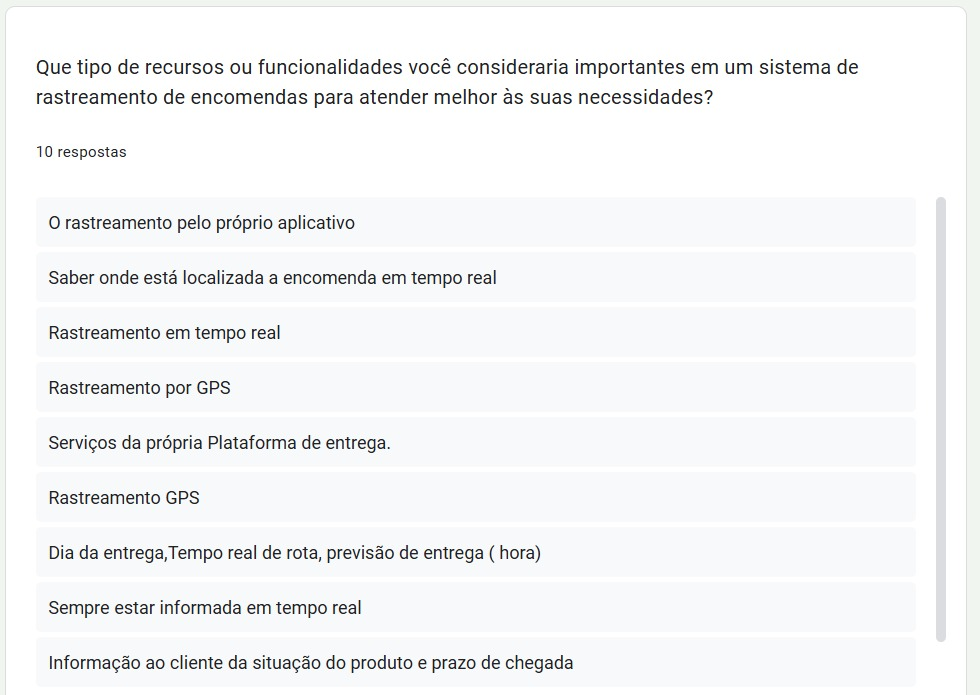 Que tipo de recursos ou funcionalidades você consideraria importantes em um sistema de
rastreamento de encomendas para atender melhor às suas necessidades?
10 respostas
O rastreamento pelo próprio aplicativo
Saber onde está localizada a encomenda em tempo real
Rastreamento em tempo real
Rastreamento por GPS
Serviços da própria Plataforma de entrega.
Rastreamento GPS
Dia da entrega,Tempo real de rota, previsão de entrega ( hora)
Sempre estar informada em tempo real
Informação ao cliente da situação do produto e prazo de chegada